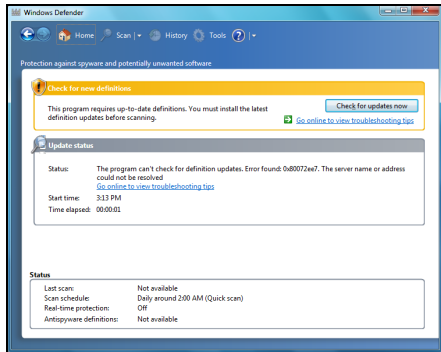 Windows Defender
Home Scan History Tools
Protection against spyware and potentially unwanted software
Check for new definitions
This program requires up-to-date definitions. You must install the latest
definition updates before scanning.
Check for updates now
Go online to view troubleshooting tips
Update status
Status: The program can't check for definition updates. Error found: 0x80072ee7. The server name or address
could not be resolved
Go online to view troubleshooting tips
Start time: 3:13 PM
Time elapsed: 00:00:01
Status
Last scan: Not available
Scan schedule: Daily around 2:00 AM (Quick scan)
Real-time protection: Off
Antispyware definitions: Not available